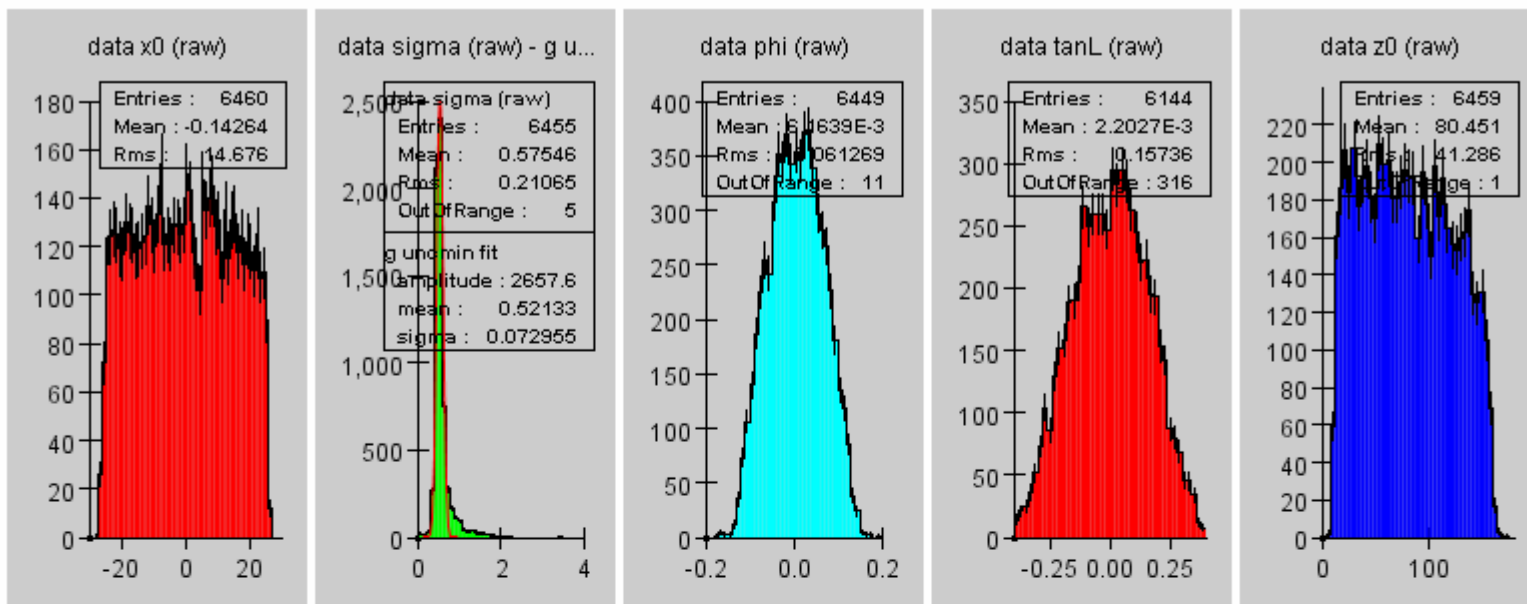 data x0 (raw)
Entries : 6460
Mean : -0.14264
Rms : 14.676
180
160
140
120
100
80
60
40
20
0
-20 0 20
data sigma (raw) - g u...
data sigma (raw)
Entries : 6455
Mean : 0.57546
Rms : 0.21065
OutOfRange : 5
g uncmin fit
amplitude : 2657.6
mean : 0.52133
sigma : 0.072955
2,500
2,000
1,500
1,000
500
0
0 2 4
data phi (raw)
Entries : 6449
Mean :
Rms :
OutOfRange : 11
400
350
300
250
200
150
100
50
0
-0.2 0.0 0.2
data tanL (raw)
Entries : 6144
Mean : 2.2027E-3
Rms : 0.15736
OutOfRange : 316
350
300
250
200
150
100
50
0
-0.25 0.00 0.25
data z0 (raw)
Entries : 6459
Mean : 80.451
Rms : 41.286
OutOfRange : 1
220
200
180
160
140
120
100
80
60
40
20
0
0 100